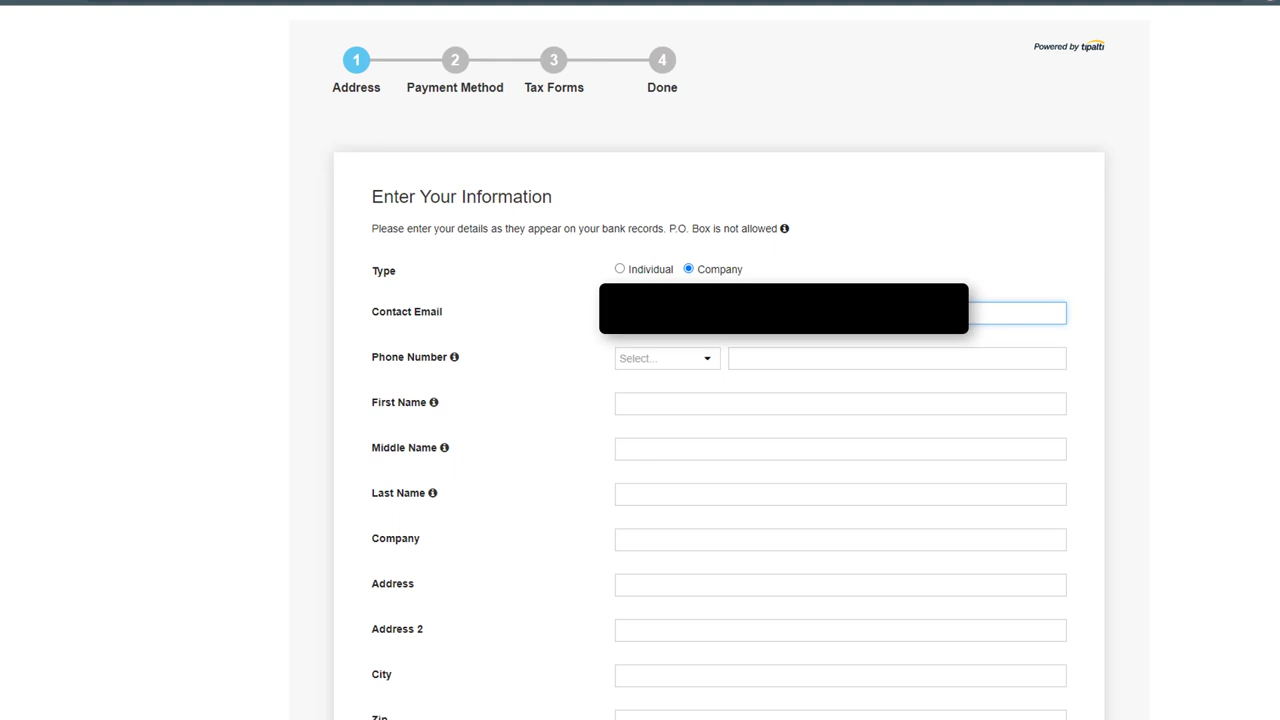 Powered by tipalti
1 2 3 4
Address Payment Method Tax Forms Done
Enter Your Information
Please enter your details as they appear on your bank records. P.O. Box is not allowed
Type Individual Company
Contact Email
Phone Number Select...
First Name
Middle Name
Last Name
Company
Address
Address 2
City
Zip